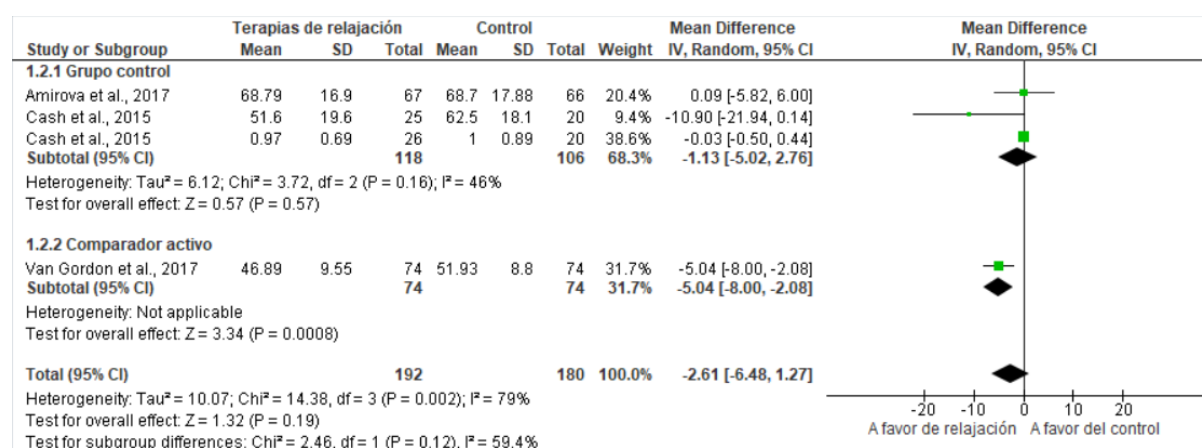 Terapias de relajación Control Mean Difference Mean Difference
Study or Subgroup Mean SD Total Mean SD Total Weight IV, Random, 95% CI IV, Random, 95% CI
1.2.1 Grupo control
Amirova et al., 2017 68.79 16.9 67 68.7 17.88 66 20.4% 0.09 [-5.82, 6.00]
Cash et al., 2015 51.6 19.6 25 62.5 18.1 20 9.4% -10.90 [-21.94, 0.14]
Cash et al., 2015 0.97 0.69 26 1 0.89 20 38.6% -0.03 [-0.50, 0.44]
Subtotal (95% CI) 118 106 68.3% -1.13 [-5.02, 2.76]
Heterogeneity: Tau² = 6.12; Chi² = 3.72, df = 2 (P = 0.16); I² = 46%
Test for overall effect: Z = 0.57 (P = 0.57)
1.2.2 Comparador activo
Van Gordon et al., 2017 46.89 9.55 74 51.93 8.8 74 31.7% -5.04 [-8.00, -2.08]
Subtotal (95% CI) 74 74 31.7% -5.04 [-8.00, -2.08]
Heterogeneity: Not applicable
Test for overall effect: Z = 3.34 (P = 0.0008)
Total (95% CI) 192 180 100.0% -2.61 [-6.48, 1.27]
Heterogeneity: Tau² = 10.07; Chi² = 14.38, df = 3 (P = 0.002); I² = 79%
Test for overall effect: Z = 1.32 (P = 0.19)
Test for subgroup differences: Chi² = 2.46, df = 1 (P = 0.12), I² = 59.4%
-20 -10 0 10 20
A favor de relajación A favor del control